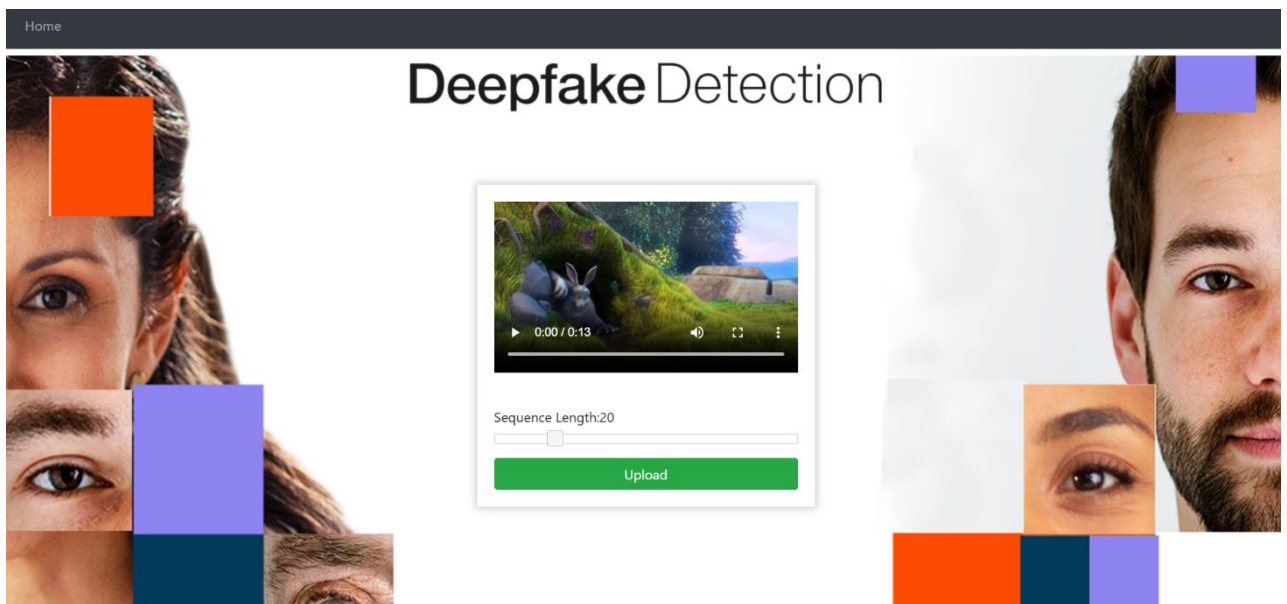 Home
Deepfake Detection
0:00 / 0:13
Sequence Length:20
Upload